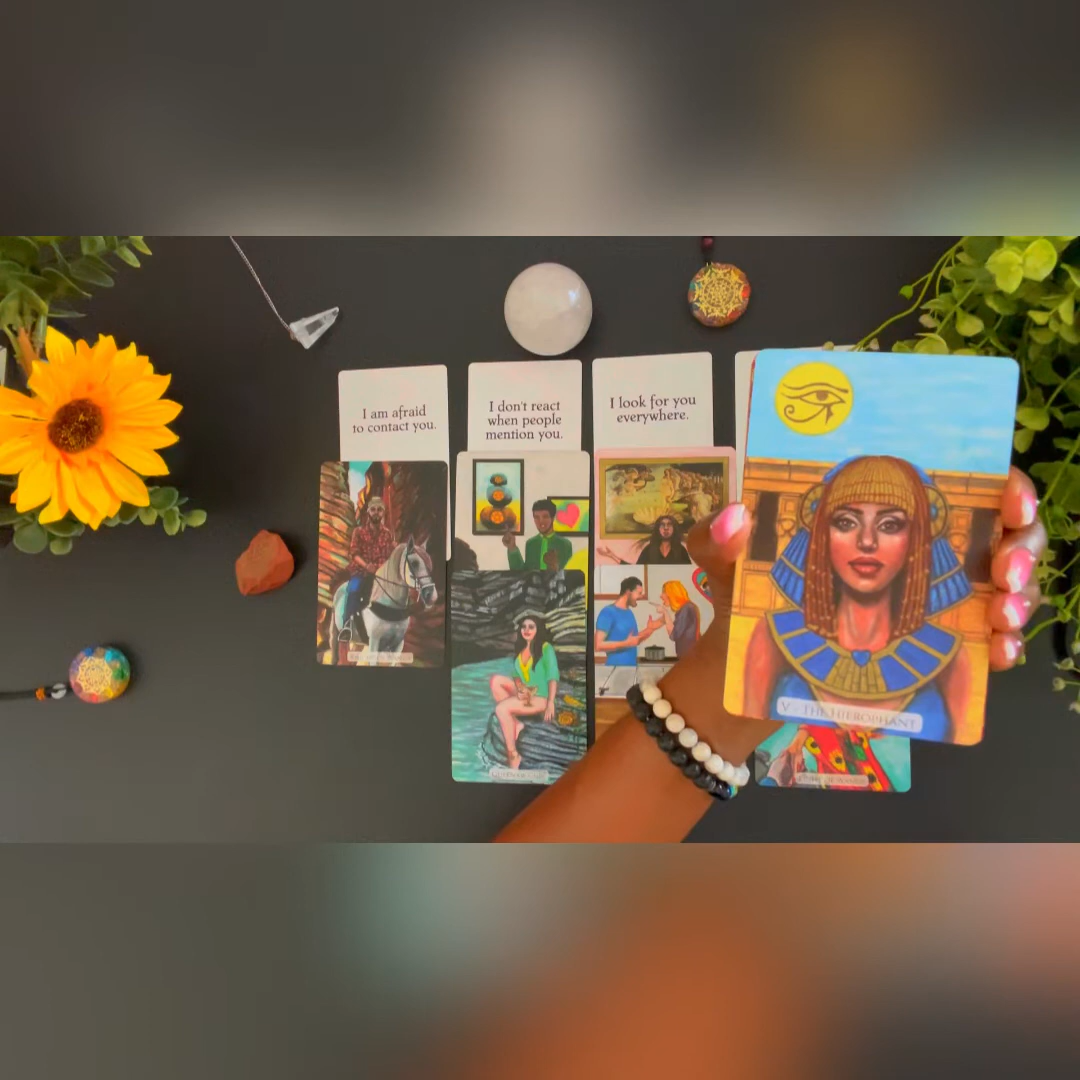 I am afraid
to contact you.
I don't react
when people
mention you.
I look for you
everywhere.
V - THE HIEROPHANT